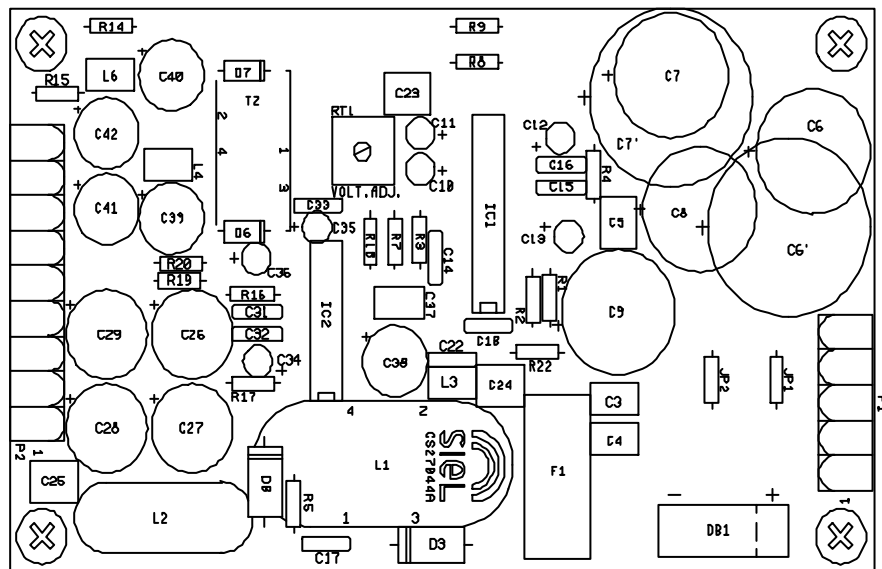 R14
R9
R15
L6
C40
D7
T2
R8
C23
C7
C6
C42
2
4
1
3
RT1
C11
C12
C7'
C16
R4
L4
C10
C15
VOLT.ADJ.
C41
C39
C33
C35
IC1
C13
C5
C8
D6
R7
R3
C14
C6'
R20
C36
R19
R16
C31
IC2
C37
R2
R1
C9
C29
C26
C32
C18
C34
C38
C22
R22
R17
L3
C24
JP2
JP1
C3
P2
1
C28
C27
4
2
siel
CS27044A
C4
L1
F1
C25
D8
R5
L2
1
3
C17
D3
-
+
DB1
1